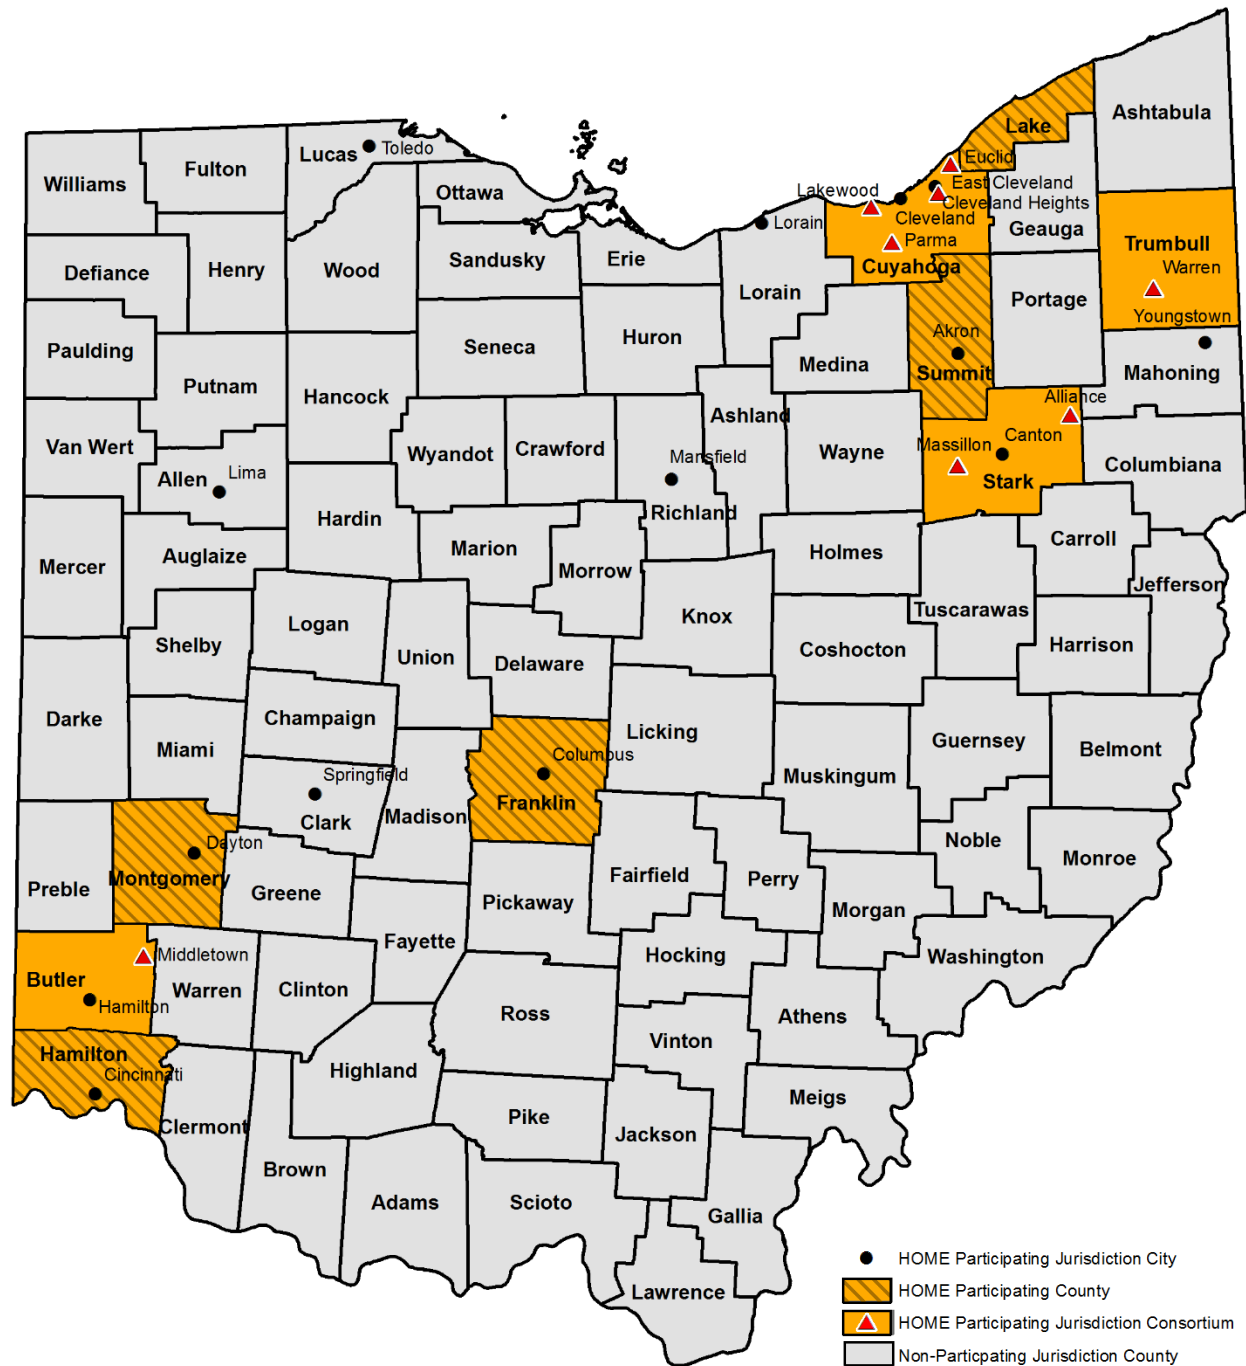 Ashtabula
Lake
Lucas
Toledo
Fulton
Williams
Euclid
Ottawa
East Cleveland
Lakewood
Cleveland Heights
Cleveland
Lorain
Geauga
Parma
Trumbull
Sandusky
Erie
Cuyahoga
Warren
Defiance
Henry
Wood
Lorain
Portage
Youngstown
Akron
Huron
Seneca
Paulding
Medina
Summit
Mahoning
Putnam
Hancock
Alliance
Ashland
Van Wert
Wyandot
Crawford
Wayne
Massillon
Canton
Mansfield
Columbiana
Allen
Lima
Stark
Richland
Hardin
Carroll
Marion
Holmes
Auglaize
Mercer
Morrow
Jefferson
Tuscarawas
Knox
Logan
Shelby
Harrison
Coshocton
Union
Delaware
Champaign
Darke
Licking
Guernsey
Miami
Belmont
Columbus
Springfield
Muskingum
Franklin
Madison
Clark
Dayton
Noble
Monroe
Montgomery
Fairfield
Perry
Preble
Greene
Pickaway
Morgan
Fayette
Middletown
Hocking
Washington
Butler
Warren
Clinton
Hamilton
Ross
Athens
Vinton
Hamilton
Cincinnati
Highland
Meigs
Pike
Clermont
Jackson
Brown
Adams
Scioto
Gallia
Lawrence
HOME Participating Jurisdiction City
HOME Participating County
HOME Participating Jurisdiction Consortium
Non-Particpating Jurisdiction County